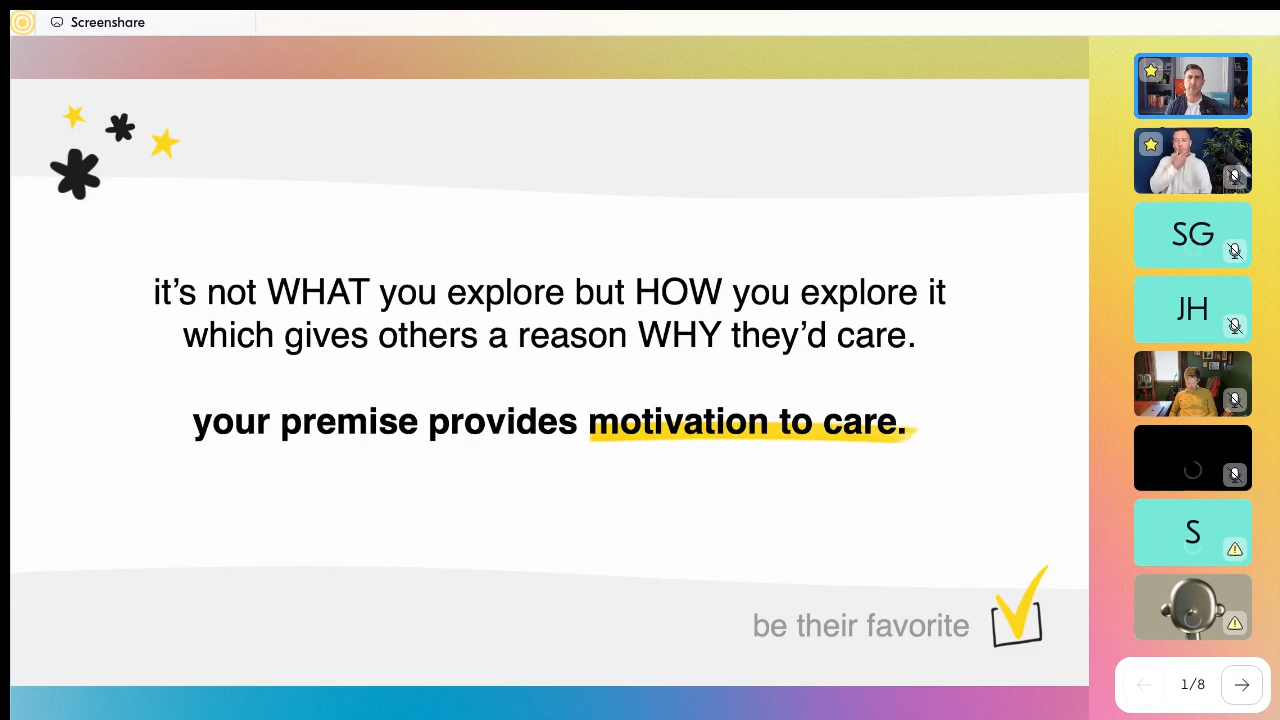 Screenshare
it's not WHAT you explore but HOW you explore it
which gives others a reason WHY they'd care.
your premise provides motivation to care.
be their favorite
SG
JH
S
1/8